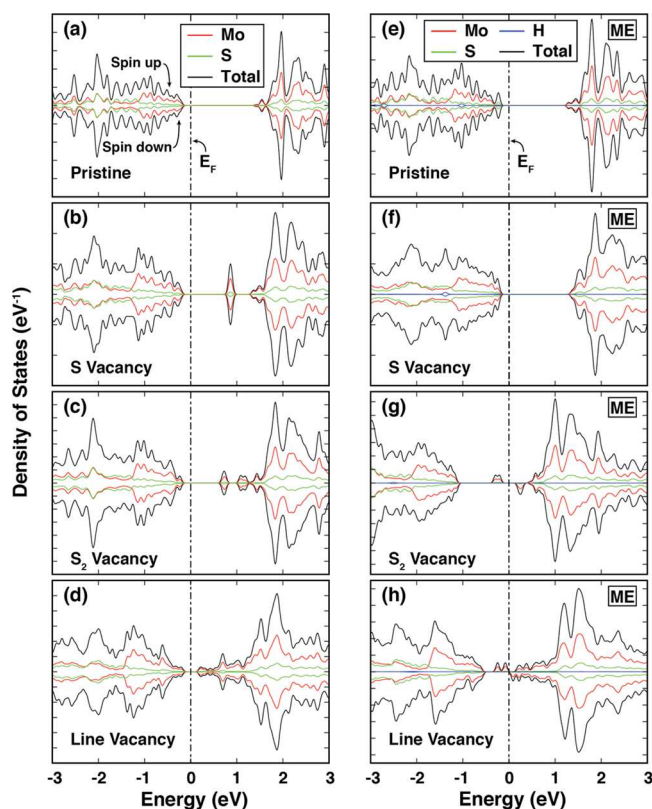 (a)
Mo
S
Total
Spin up
Spin down
E_F
Pristine
(e)
Mo
H
S
Total
ME
E_F
Pristine
(b)
S Vacancy
(f)
ME
S Vacancy
(c)
S₂ Vacancy
(g)
ME
S₂ Vacancy
(d)
Line Vacancy
(h)
ME
Line Vacancy
Density of States (eV⁻¹)
-3 -2 -1 0 1 2 3
Energy (eV)
-3 -2 -1 0 1 2 3
Energy (eV)